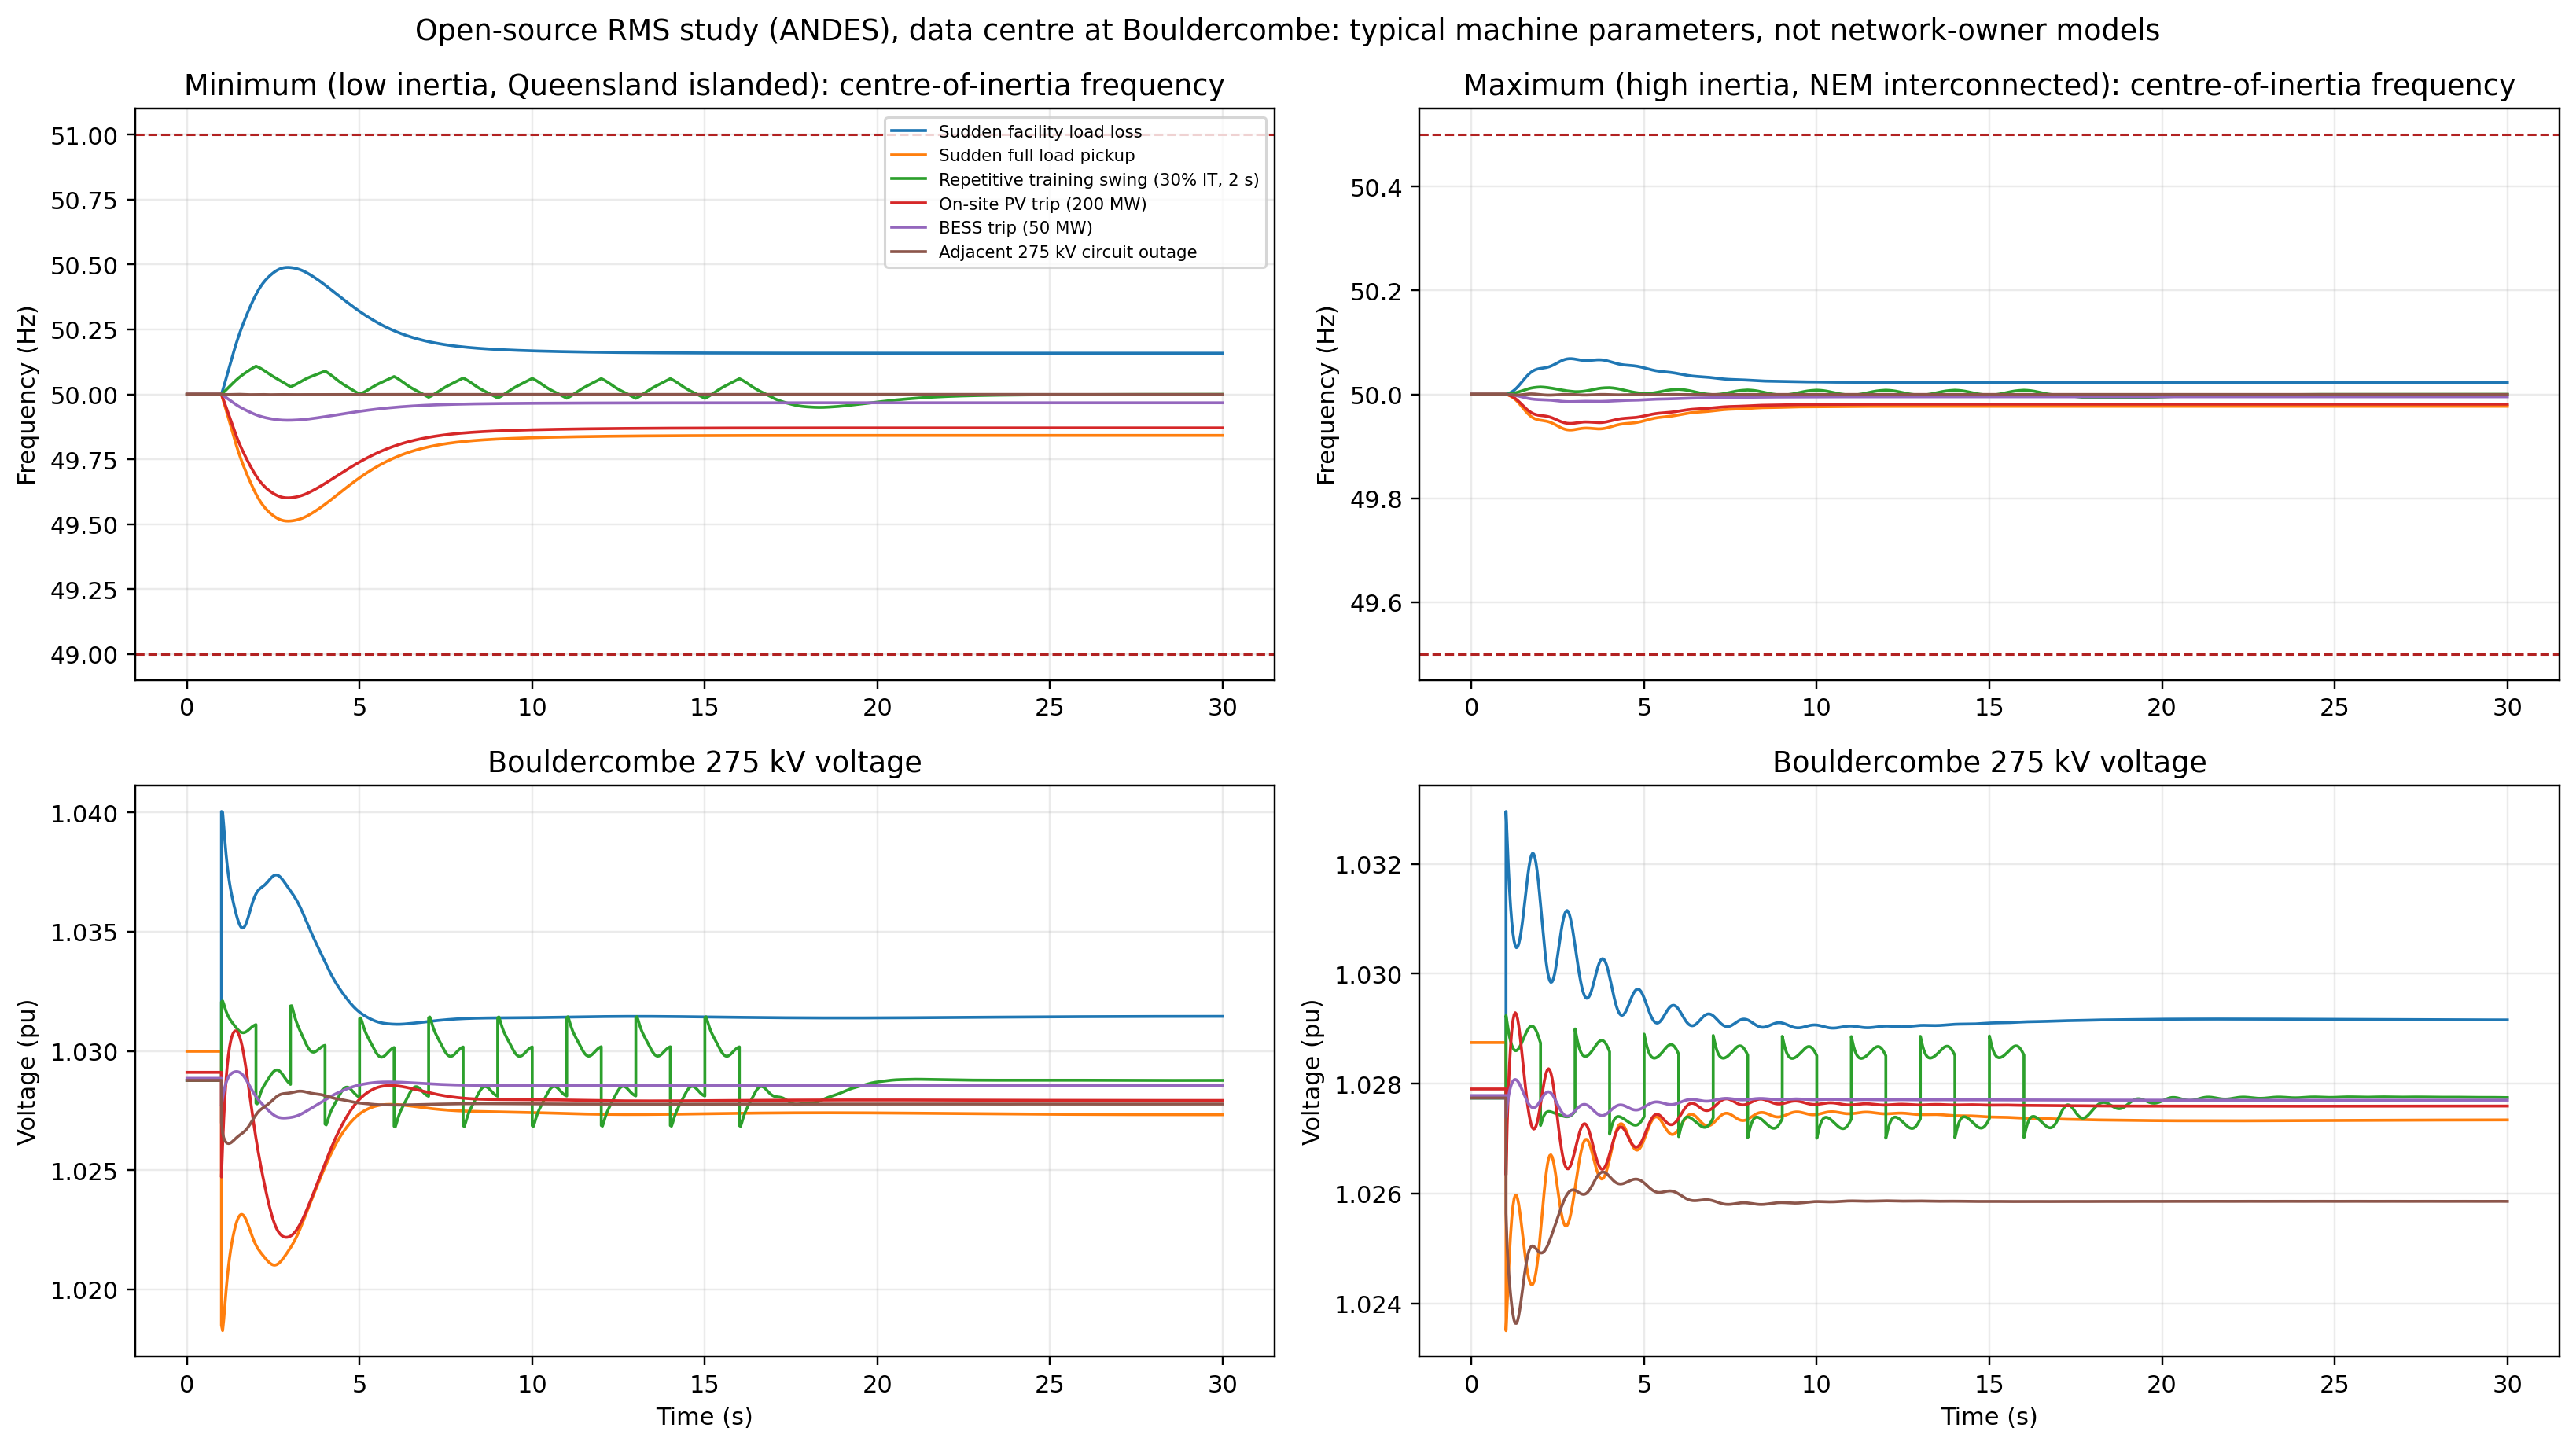 Open-source RMS study (ANDES), data centre at Bouldercombe: typical machine parameters, not network-owner models
Minimum (low inertia, Queensland islanded): centre-of-inertia frequency
Frequency (Hz)
51.00
50.75
50.50
50.25
50.00
49.75
49.50
49.25
49.00
Sudden facility load loss
Sudden full load pickup
Repetitive training swing (30% IT, 2 s)
On-site PV trip (200 MW)
BESS trip (50 MW)
Adjacent 275 kV circuit outage
0 5 10 15 20 25 30
Maximum (high inertia, NEM interconnected): centre-of-inertia frequency
Frequency (Hz)
50.4
50.2
50.0
49.8
49.6
0 5 10 15 20 25 30
Bouldercombe 275 kV voltage
Voltage (pu)
1.040
1.035
1.030
1.025
1.020
0 5 10 15 20 25 30
Time (s)
Bouldercombe 275 kV voltage
Voltage (pu)
1.032
1.030
1.028
1.026
1.024
0 5 10 15 20 25 30
Time (s)